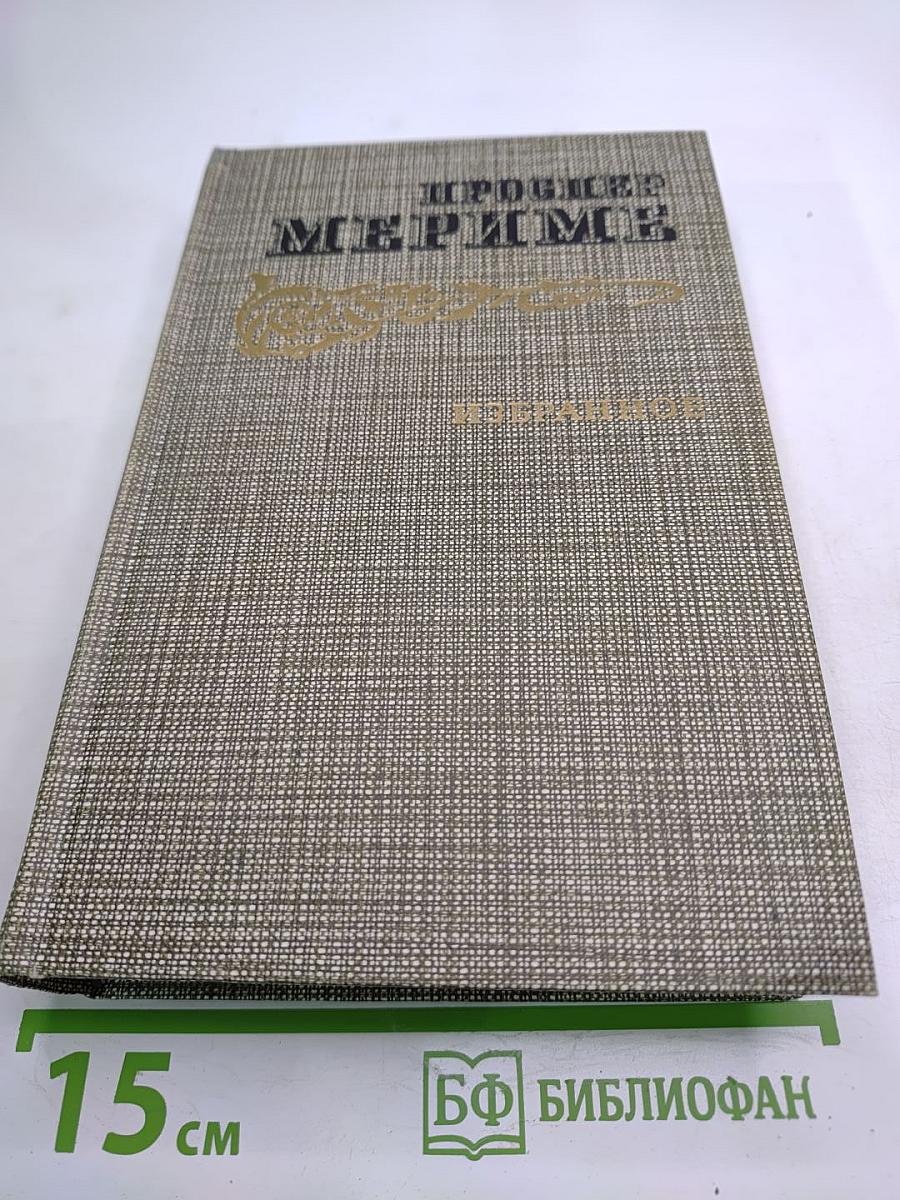 ПРОСПЕР
МЕРИМЕ
ИЗБРАННОЕ
15 см
БФ БИБЛИОФАН